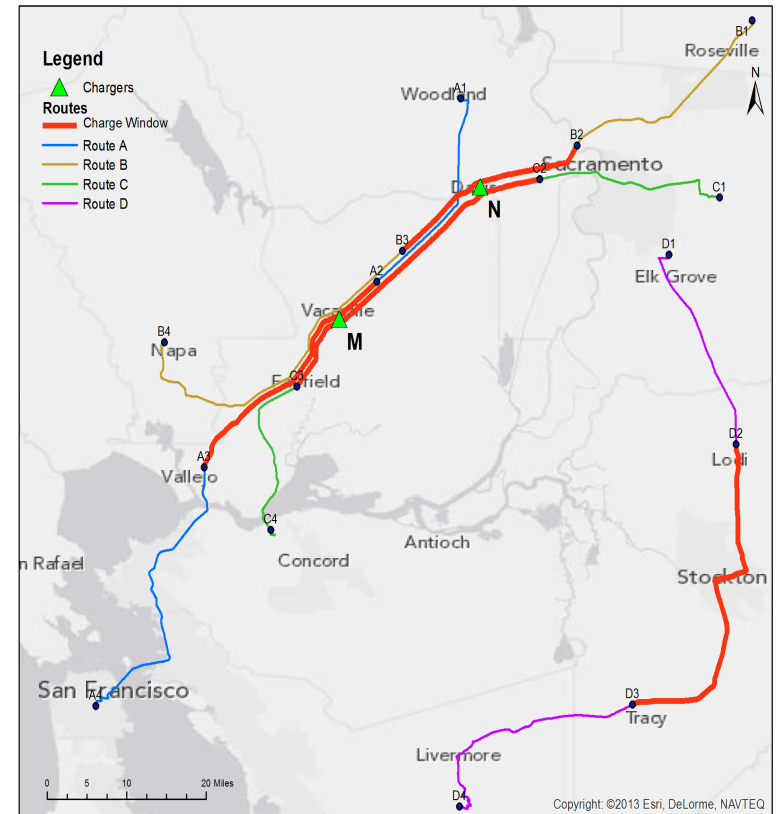 B1
Roseville
Legend
Chargers
Routes
Charge Window
Route A
Route B
Route C
Route D
N
A1
Woodland
B2
Sacramento
C2
C1
N
D1
Elk Grove
B3
A2
M
B4
Napa
C3
D2
Lodi
A3
Vallejo
C4
Antioch
Concord
n Rafael
Stockton
San Francisco
A4
D3
Tracy
Livermore
D4
0 5 10 20 Miles
Copyright: ©2013 Esri, DeLorme, NAVTEQ